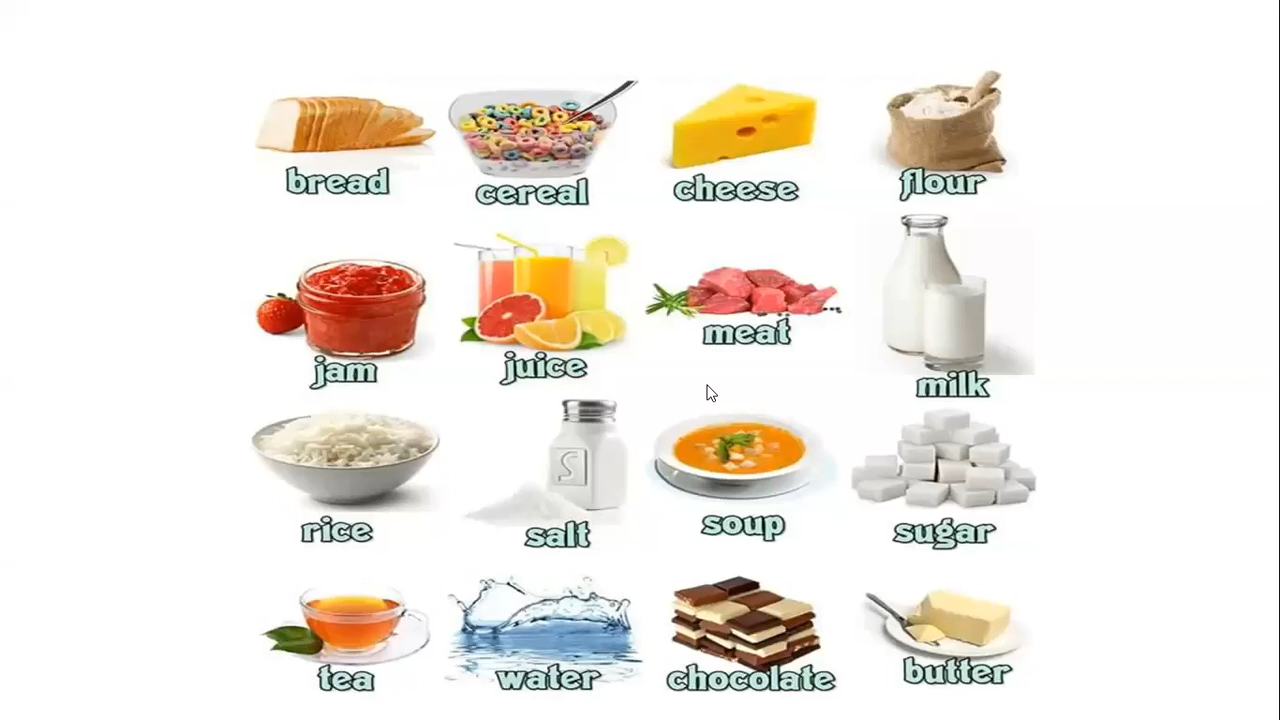 bread cereal cheese flour
jam juice meat milk
rice salt soup sugar
tea water chocolate butter
S